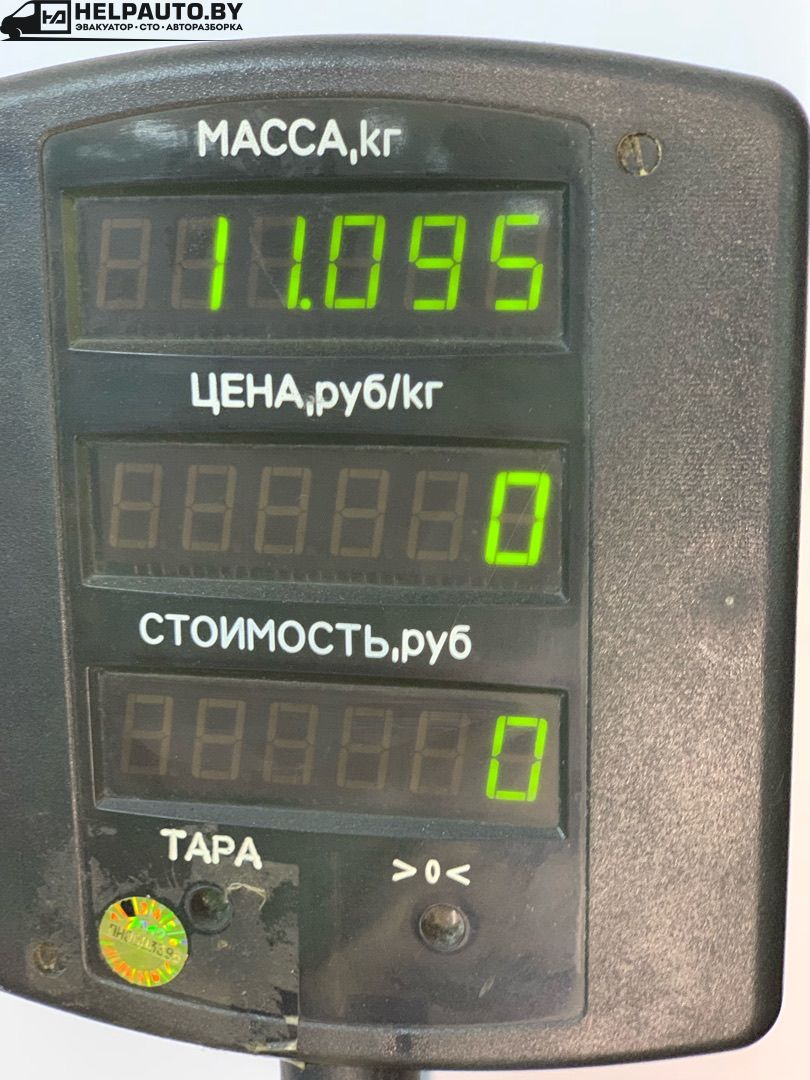 HELPAUTO.BY
ЭВАКУАТОР · СТО · АВТОРАЗБОРКА
МАССА,кг
11.095
ЦЕНА,руб/кг
0
СТОИМОСТЬ,руб
0
ТАРА
>0<